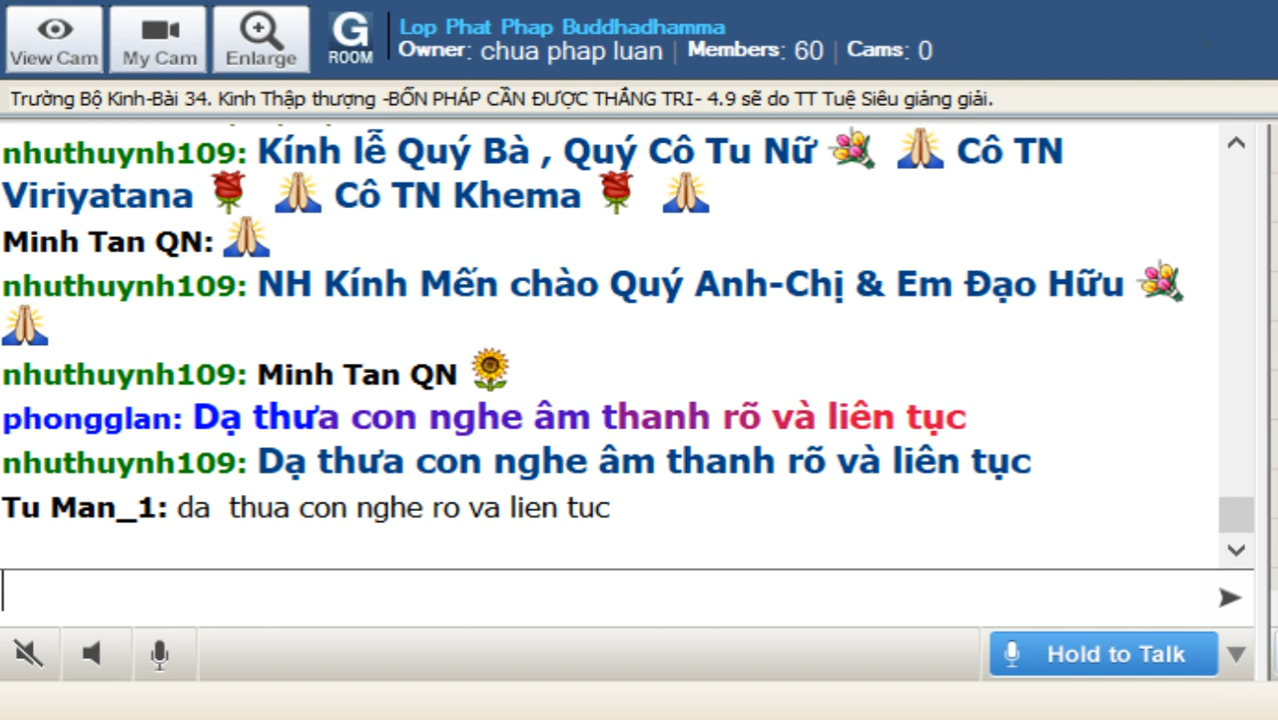 View Cam
My Cam
Enlarge
G
ROOM
Lop Phat Phap Buddhadhamma
Owner: chua phap luan | Members: 60 | Cams: 0
Trường Bộ Kinh-Bài 34. Kinh Thập thượng -BỐN PHÁP CẦN ĐƯỢC THẮNG TRI- 4.9 sẽ do TT Tuệ Siêu giảng giải.
nhuthuynh109: Kính lễ Quý Bà , Quý Cô Tu Nữ 💐 🙏 Cô TN
Viriyatana 🌹 🙏 Cô TN Khema 🌹 🙏
Minh Tan QN: 🙏
nhuthuynh109: NH Kính Mến chào Quý Anh-Chị & Em Đạo Hữu 💐
🙏
nhuthuynh109: Minh Tan QN 🌻
phongglan: Dạ thưa con nghe âm thanh rõ và liên tục
nhuthuynh109: Dạ thưa con nghe âm thanh rõ và liên tục
Tu Man_1: da  thua con nghe ro va lien tuc
Hold to Talk